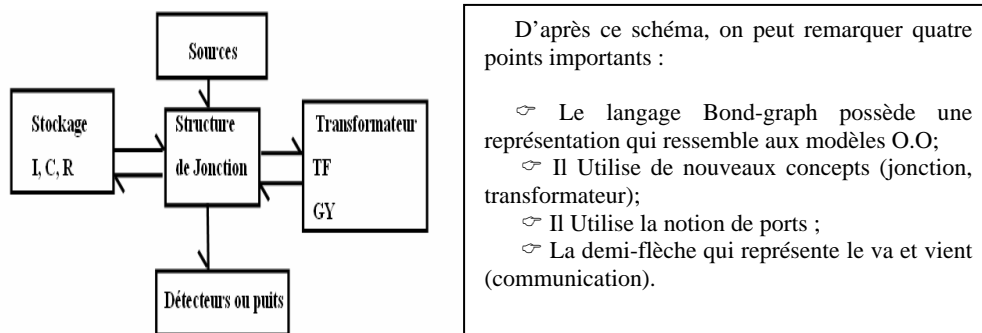 Sources
Stockage
I, C, R
Structure
de Jonction
Transformateur
TF
GY
Détecteurs ou puits
D'après ce schéma, on peut remarquer quatre
points importants :
☞ Le langage Bond-graph possède une
représentation qui ressemble aux modèles O.O;
☞ Il Utilise de nouveaux concepts (jonction,
transformateur);
☞ Il Utilise la notion de ports ;
☞ La demi-flèche qui représente le va et vient
(communication).